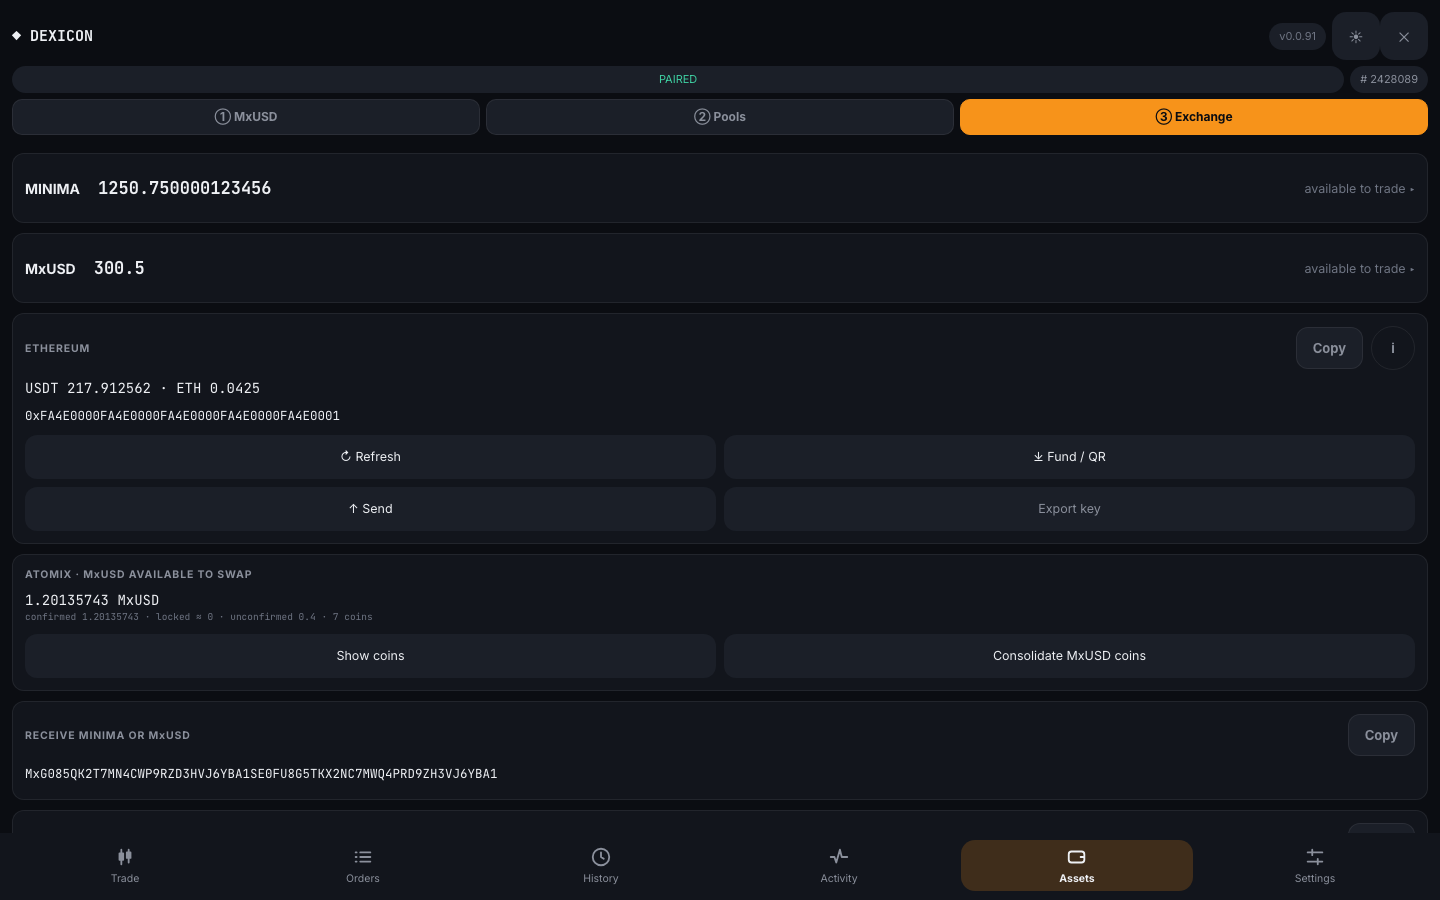 ◆ DEXICON
v0.0.91
PAIRED
# 2428089
① MxUSD
② Pools
③ Exchange
MINIMA 1250.750000123456
available to trade ▸
MxUSD 300.5
available to trade ▸
ETHEREUM
Copy
i
USDT 217.912562 · ETH 0.0425
0xFA4E0000FA4E0000FA4E0000FA4E0000FA4E0001
↻ Refresh
⤓ Fund / QR
↑ Send
Export key
ATOMIX · MxUSD AVAILABLE TO SWAP
1.20135743 MxUSD
confirmed 1.20135743 · locked ≈ 0 · unconfirmed 0.4 · 7 coins
Show coins
Consolidate MxUSD coins
RECEIVE MINIMA OR MxUSD
Copy
MxG085QK2T7MN4CWP9RZD3HVJ6YBA1SE0FU8G5TKX2NC7MWQ4PRD9ZH3VJ6YBA1
Trade
Orders
History
Activity
Assets
Settings